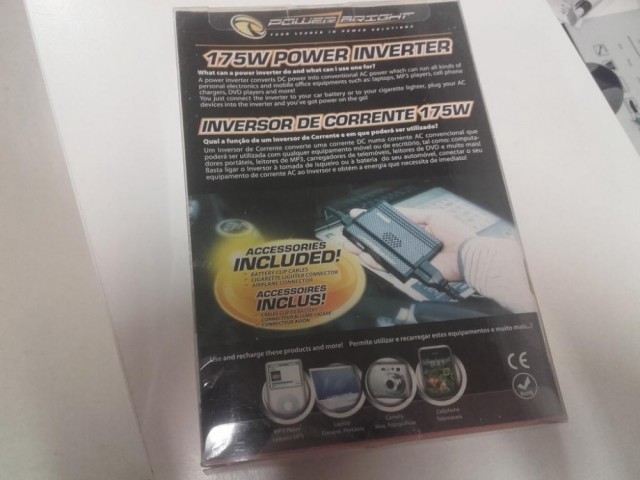 POWER BRIGHT
YOUR LEADER IN POWER SOLUTIONS
175W POWER INVERTER
What can a power inverter do and what can I use one for?
A power inverter converts DC power into conventional AC power which can run all kinds of
personal electronics and mobile office equipments such as: laptops, MP3 players, cell phone
chargers, DVD players and more!
You just connect the inverter to your car battery or to your cigarette lighter, plug your AC
devices into the inverter and you've got power on the go!
INVERSOR DE CORRENTE 175W
Qual a função de um inversor de Corrente e em que poderá ser utilizado?
Um Inversor de Corrente converte uma corrente DC numa corrente AC convencional que
poderá ser utilizada com qualquer equipamento móvel ou de escritório, tal como: computa-
dores portáteis, leitores de MP3, carregadores de telemóveis, leitores de DVD e muito mais!
Basta ligar o inversor à tomada de isqueiro ou à bateria do seu automóvel, conectar o seu
equipamento de corrente AC ao Inversor e obtém a energia que necessita de imediato!
ACCESSORIES
INCLUDED!
BATTERY CLIP CABLES
CIGARETTE LIGHTER CONNECTOR
AIRPLANE CONNECTOR
ACCESSOIRES
INCLUS!
CONNECTEUR AVION
Use and recharge these products and more! Permite utilizar e recarregar estes equipamentos e muito mais...!
CE
MP3 Player
Laptop
Camera
Cellphone